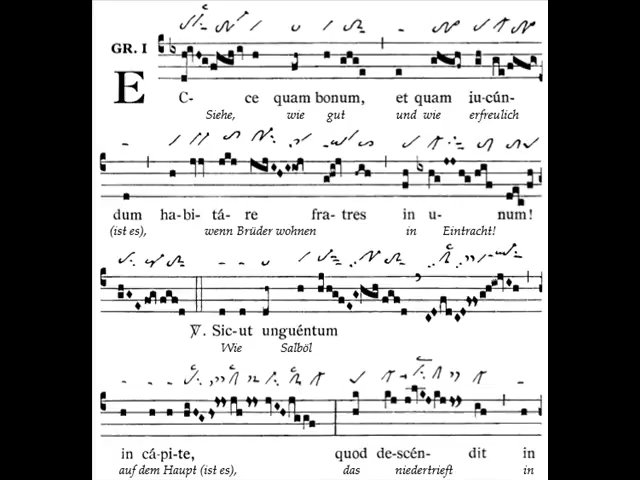 GR. I
E C- ce quam bonum, et quam iu-cún-
Siehe, wie gut und wie erfreulich
dum ha-bi- tá- re fra- tres in u- num!
(ist es), wenn Brüder wohnen in Eintracht!
℣. Sic-ut unguéntum
Wie Salböl
in cá-pi-te, quod de-scén- dit in
auf dem Haupt (ist es), das niedertrieft in